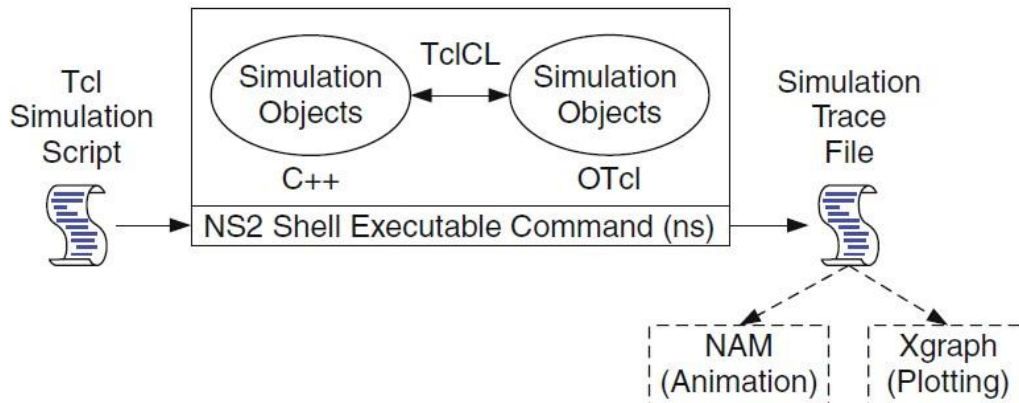 Tcl
Simulation
Script
TclCL
Simulation
Objects
Simulation
Objects
C++
OTcl
NS2 Shell Executable Command (ns)
Simulation
Trace
File
NAM
(Animation)
Xgraph
(Plotting)